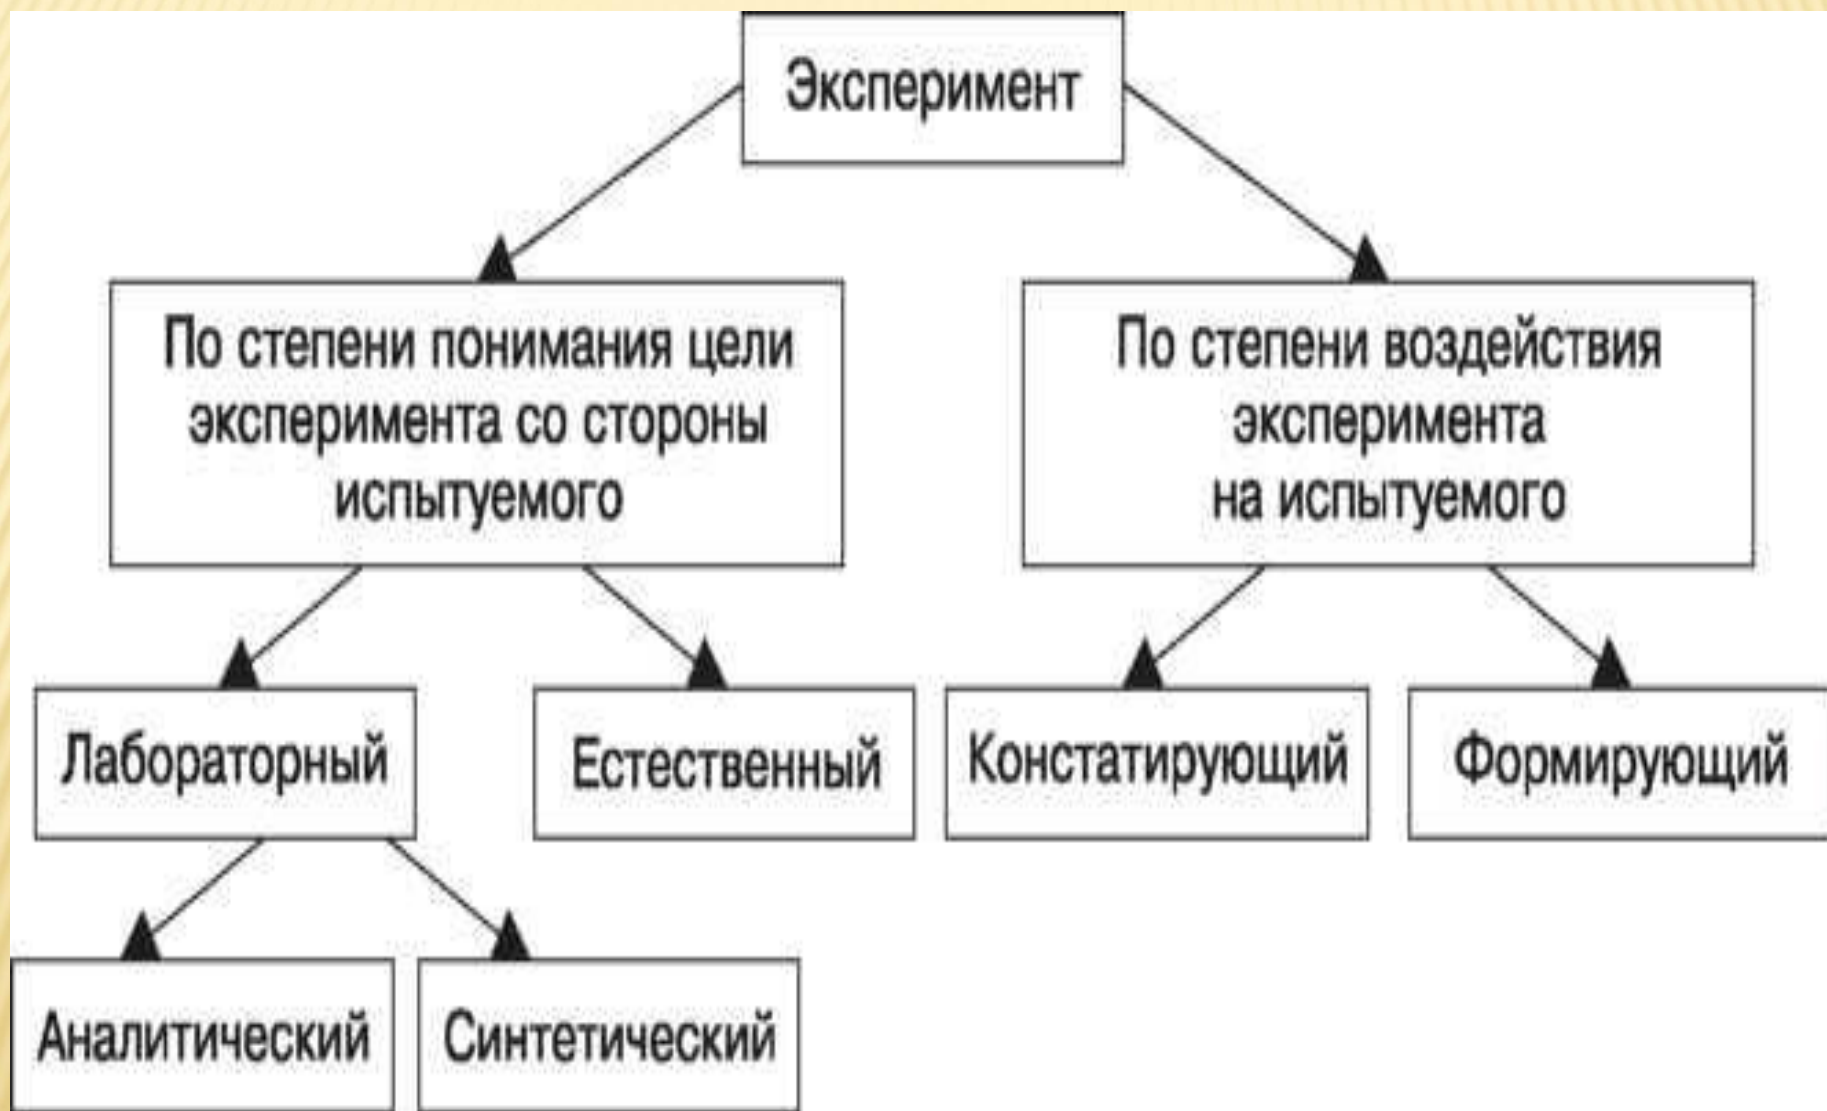 Эксперимент
По степени понимания цели
эксперимента со стороны
испытуемого
По степени воздействия
эксперимента
на испытуемого
Лабораторный
Естественный
Констатирующий
Формирующий
Аналитический
Синтетический